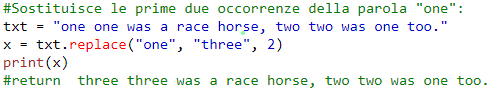 #Sostituisce le prime due occorrenze della parola "one":
txt = "one one was a race horse, two two was one too."
x = txt.replace("one", "three", 2)
print(x)
#return  three three was a race horse, two two was one too.